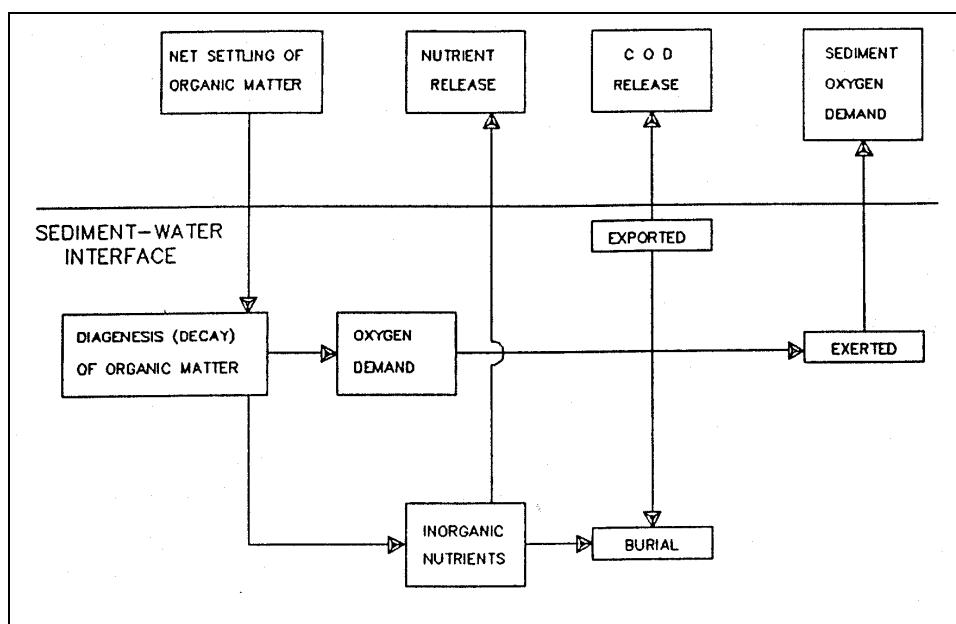 NET SETTLING OF
ORGANIC MATTER
NUTRIENT
RELEASE
C O D
RELEASE
SEDIMENT
OXYGEN
DEMAND
SEDIMENT-WATER
INTERFACE
EXPORTED
DIAGENESIS (DECAY)
OF ORGANIC MATTER
OXYGEN
DEMAND
EXERTED
INORGANIC
NUTRIENTS
BURIAL